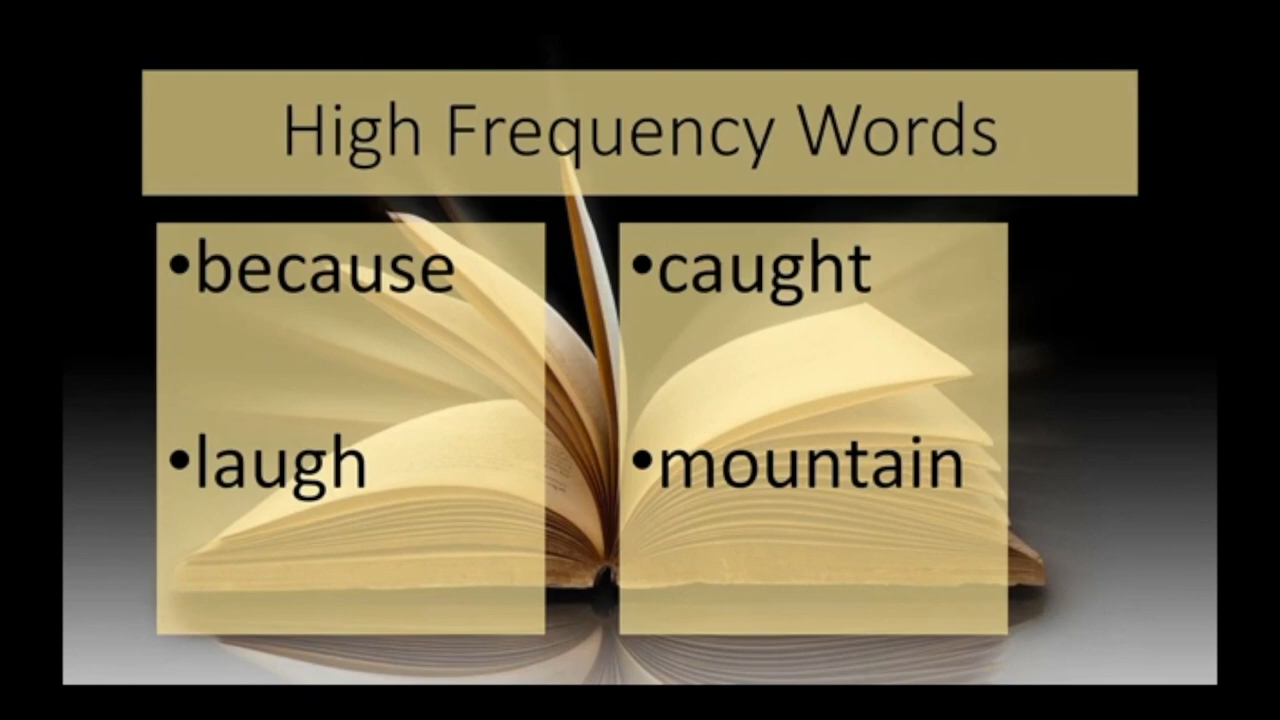 High Frequency Words
•because
•laugh
•caught
•mountain